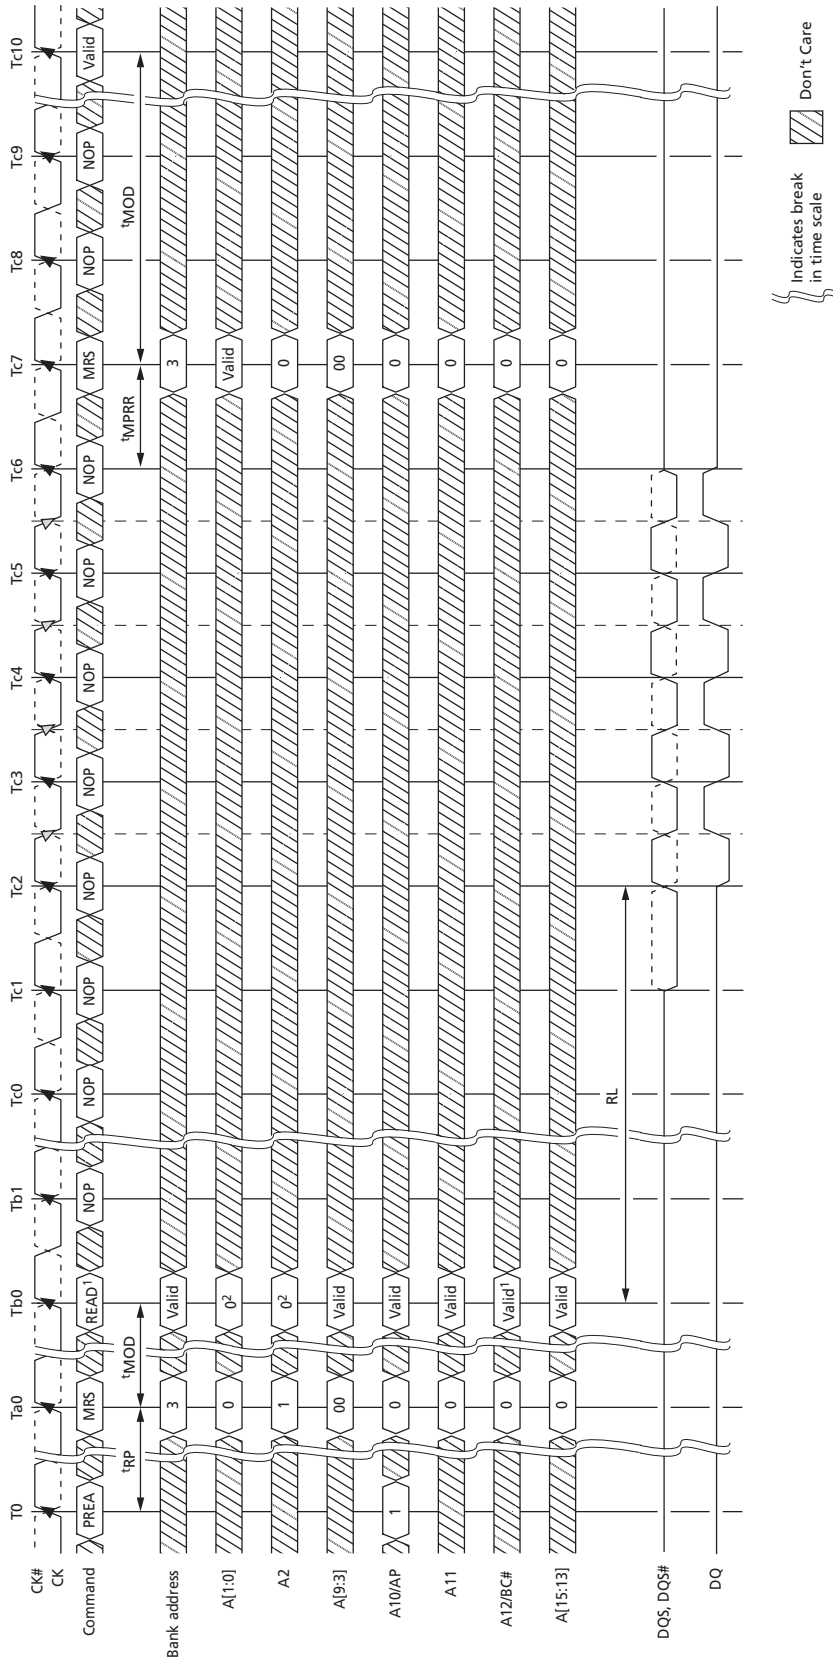 T0 Ta0 Tb0 Tb1 Tc0 Tc1 Tc2 Tc3 Tc4 Tc5 Tc6 Tc7 Tc8 Tc9 Tc10
CK#
CK
Command PREA MRS READ1 NOP NOP NOP NOP NOP NOP NOP NOP MRS NOP NOP Valid
tRP tMOD tMPRR tMOD
Bank address 3 Valid 3
A[1:0] 0 02 Valid
A2 1 02 0
A[9:3] 00 Valid 00
A10/AP 1 0 Valid 0
A11 0 Valid 0
A12/BC# 0 Valid1 0
A[15:13] 0 Valid 0
RL
DQS, DQS#
DQ
Indicates break
in time scale
Don't Care